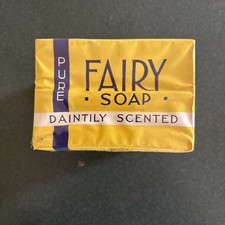 PURE
FAIRY
· SOAP ·
DAINTILY SCENTED